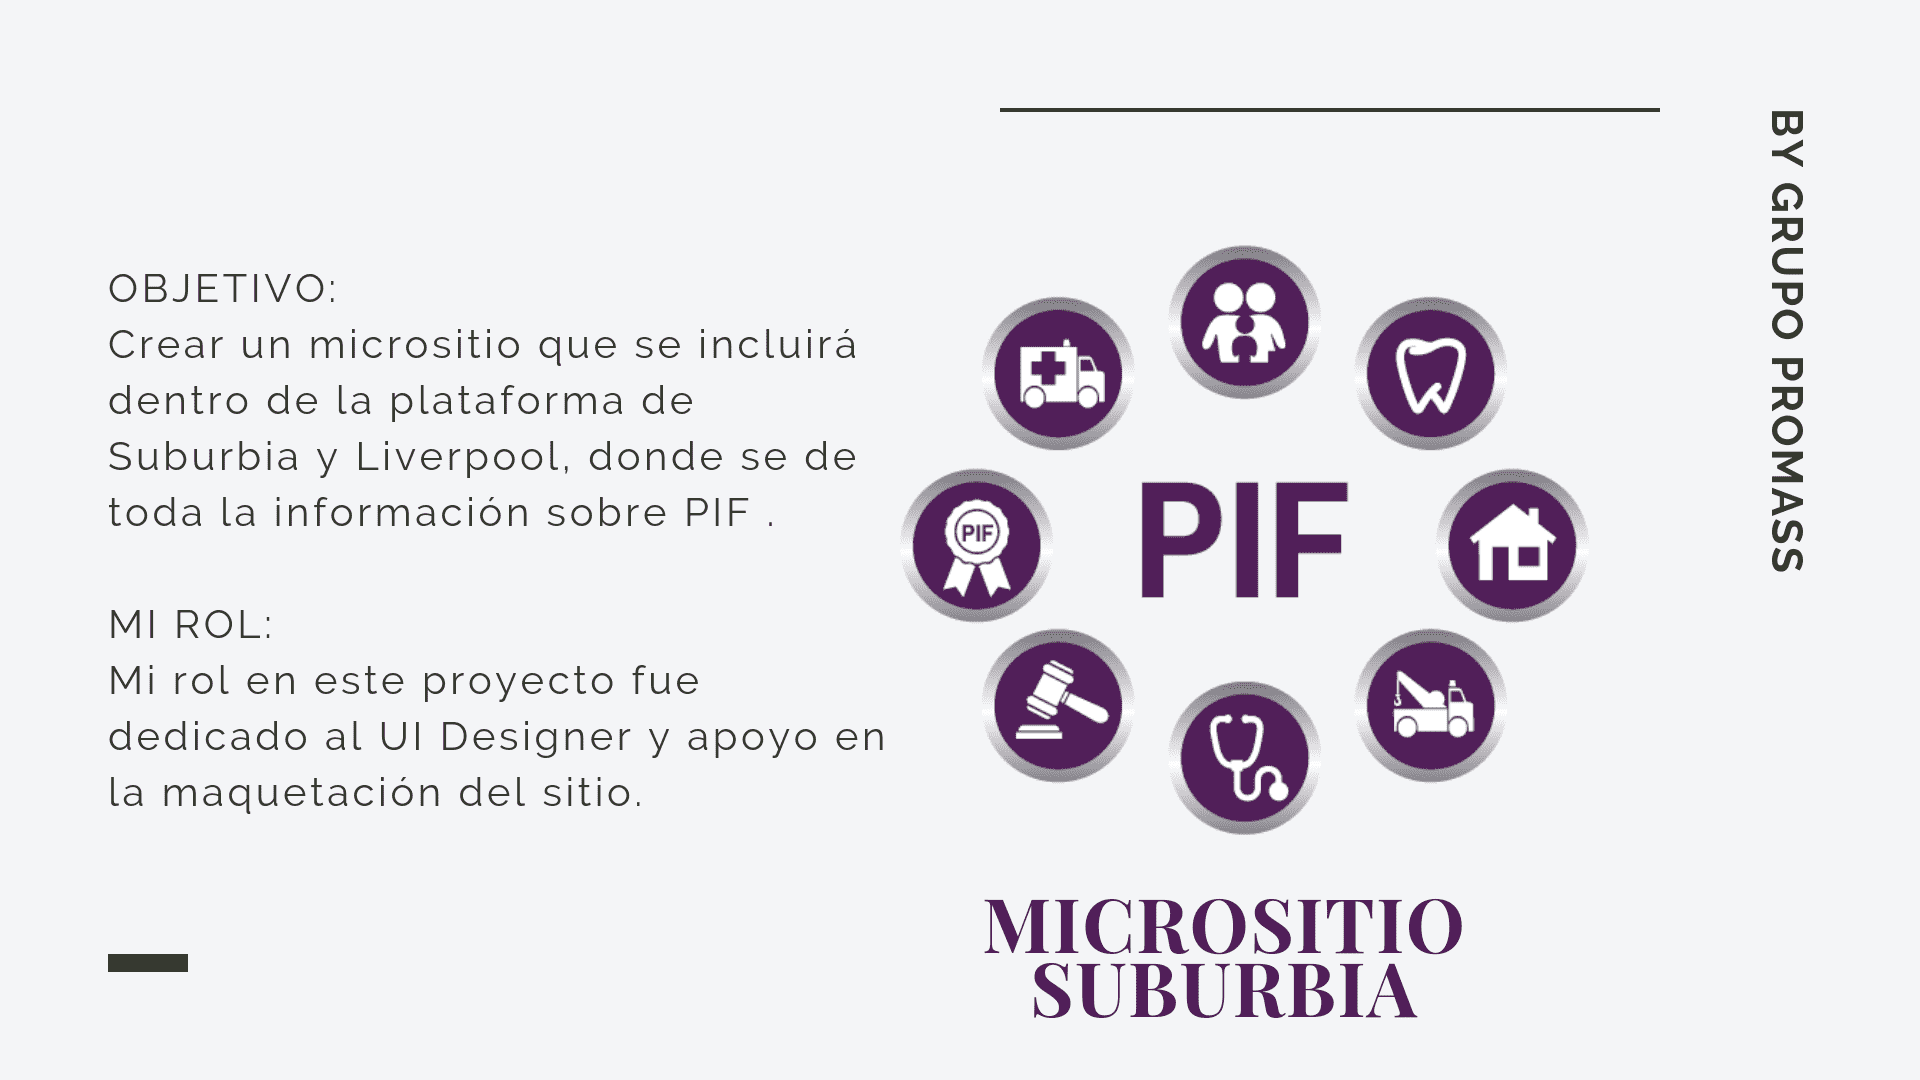 OBJETIVO:
Crear un micrositio que se incluirá
dentro de la plataforma de
Suburbia y Liverpool, donde se de
toda la información sobre PIF .
MI ROL:
Mi rol en este proyecto fue
dedicado al UI Designer y apoyo en
la maquetación del sitio.
PIF
PIF
MICROSITIO
SUBURBIA
BY GRUPO PROMASS